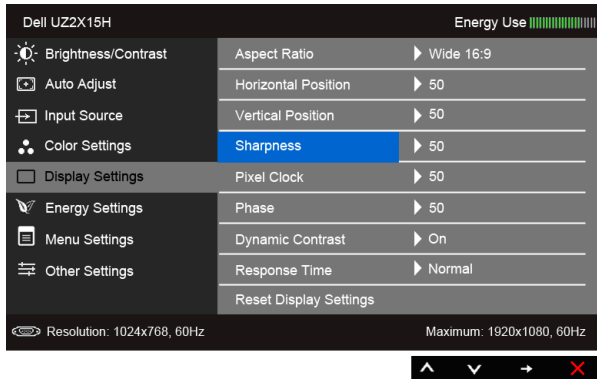 Dell UZ2X15H Energy Use
Brightness/Contrast Aspect Ratio Wide 16:9
Auto Adjust Horizontal Position 50
Input Source Vertical Position 50
Color Settings Sharpness 50
Display Settings Pixel Clock 50
Energy Settings Phase 50
Menu Settings Dynamic Contrast On
Other Settings Response Time Normal
Reset Display Settings
Resolution: 1024x768, 60Hz Maximum: 1920x1080, 60Hz